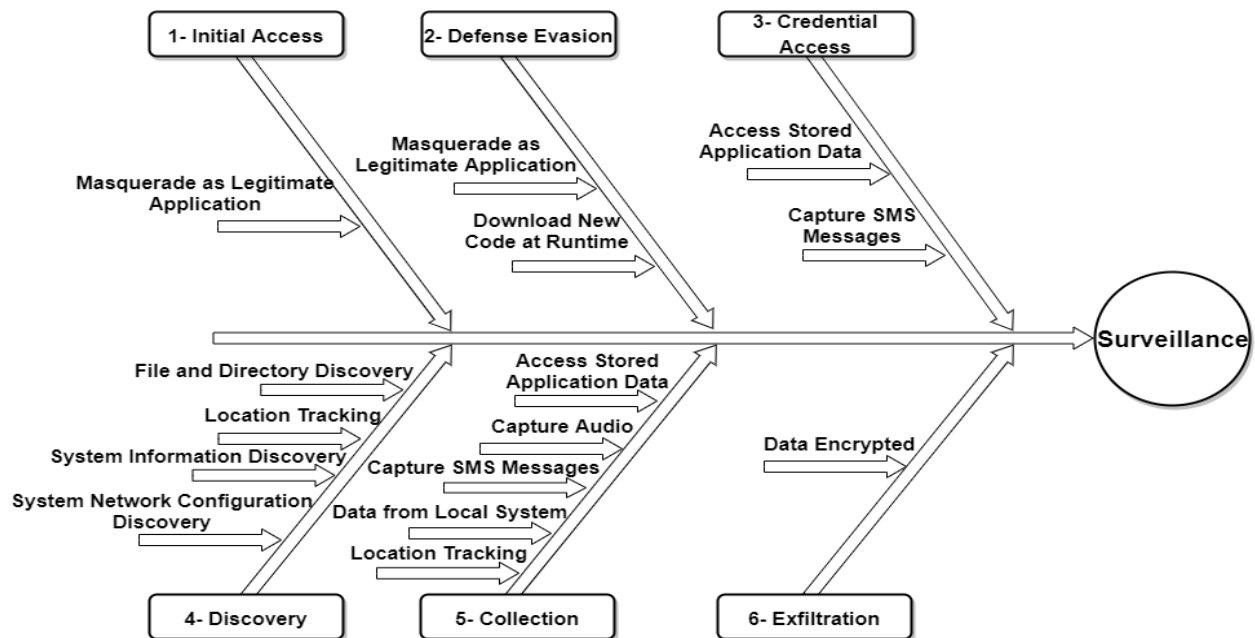 1- Initial Access
2- Defense Evasion
3- Credential
Access
Masquerade as Legitimate
Application
Masquerade as
Legitimate Application
Download New
Code at Runtime
Access Stored
Application Data
Capture SMS
Messages
Surveillance
File and Directory Discovery
Location Tracking
System Information Discovery
System Network Configuration
Discovery
Access Stored
Application Data
Capture Audio
Capture SMS Messages
Data from Local System
Location Tracking
Data Encrypted
4- Discovery
5- Collection
6- Exfiltration